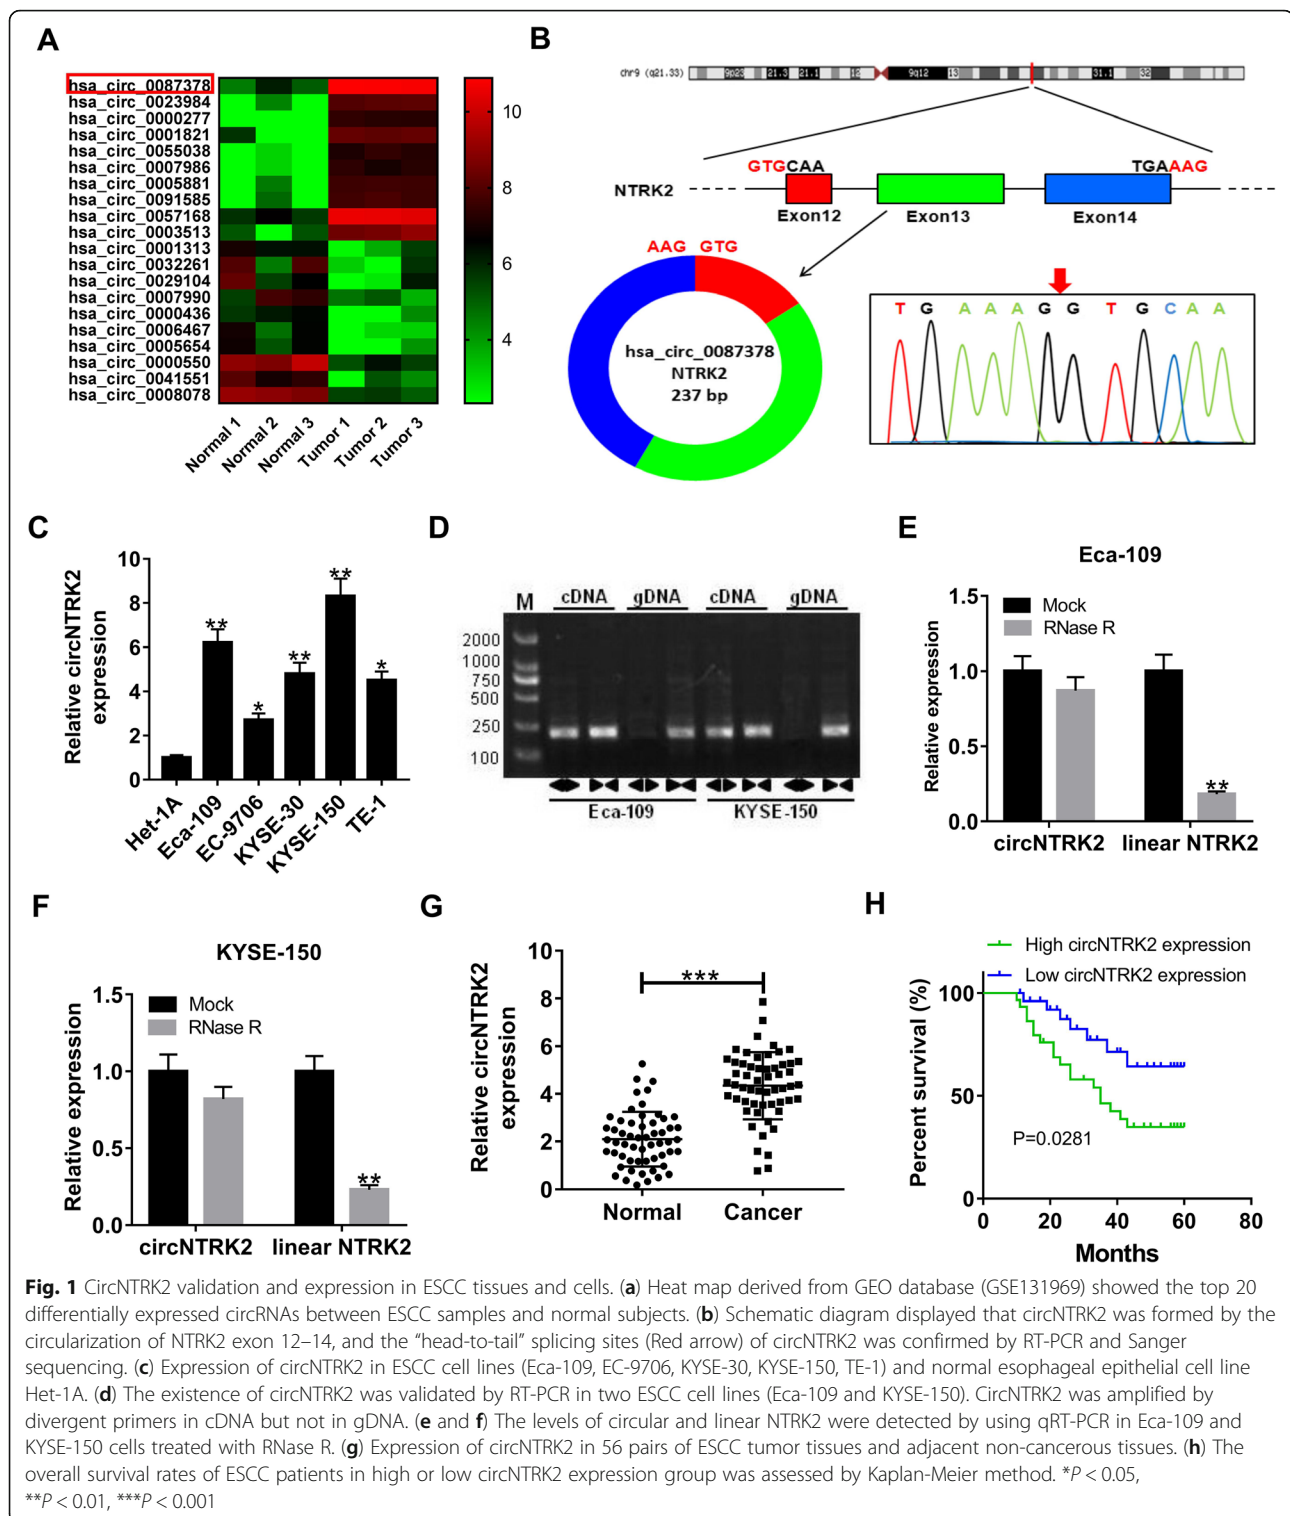 A
hsa_circ_0087378
hsa_circ_0023984
hsa_circ_0000277
hsa_circ_0001821
hsa_circ_0055038
hsa_circ_0007986
hsa_circ_0005881
hsa_circ_0091585
hsa_circ_0057168
hsa_circ_0003513
hsa_circ_0001313
hsa_circ_0032261
hsa_circ_0029104
hsa_circ_0007990
hsa_circ_0000436
hsa_circ_0006467
hsa_circ_0005654
hsa_circ_0000550
hsa_circ_0041551
hsa_circ_0008078
Normal 1
Normal 2
Normal 3
Tumor 1
Tumor 2
Tumor 3
10
8
6
4
B
chr9 (q21.33)
9p23 21.3 21.1 12 9q12 13 31.1 32
GTGCAA TGAAAG
NTRK2
Exon12 Exon13 Exon14
AAG GTG
hsa_circ_0087378
NTRK2
237 bp
T G A A A G G T G C A A
C
Relative circNTRK2
expression
10
8
6
4
2
0
**
*
**
**
*
Het-1A
Eca-109
EC-9706
KYSE-30
KYSE-150
TE-1
D
cDNA gDNA cDNA gDNA
M
2000
1000
750
500
250
100
Eca-109 KYSE-150
E
Eca-109
Relative expression
1.5
1.0
0.5
0.0
Mock
RNase R
**
circNTRK2 linear NTRK2
F
KYSE-150
Relative expression
1.5
1.0
0.5
0.0
Mock
RNase R
**
circNTRK2 linear NTRK2
G
Relative circNTRK2
expression
10
8
6
4
2
0
***
Normal Cancer
H
High circNTRK2 expression
Low circNTRK2 expression
Percent survival (%)
100
50
0
P=0.0281
0 20 40 60 80
Months
Fig. 1 CircNTRK2 validation and expression in ESCC tissues and cells. (a) Heat map derived from GEO database (GSE131969) showed the top 20
differentially expressed circRNAs between ESCC samples and normal subjects. (b) Schematic diagram displayed that circNTRK2 was formed by the
circularization of NTRK2 exon 12–14, and the “head-to-tail” splicing sites (Red arrow) of circNTRK2 was confirmed by RT-PCR and Sanger
sequencing. (c) Expression of circNTRK2 in ESCC cell lines (Eca-109, EC-9706, KYSE-30, KYSE-150, TE-1) and normal esophageal epithelial cell line
Het-1A. (d) The existence of circNTRK2 was validated by RT-PCR in two ESCC cell lines (Eca-109 and KYSE-150). CircNTRK2 was amplified by
divergent primers in cDNA but not in gDNA. (e and f) The levels of circular and linear NTRK2 were detected by using qRT-PCR in Eca-109 and
KYSE-150 cells treated with RNase R. (g) Expression of circNTRK2 in 56 pairs of ESCC tumor tissues and adjacent non-cancerous tissues. (h) The
overall survival rates of ESCC patients in high or low circNTRK2 expression group was assessed by Kaplan-Meier method. *P < 0.05,
**P < 0.01, ***P < 0.001